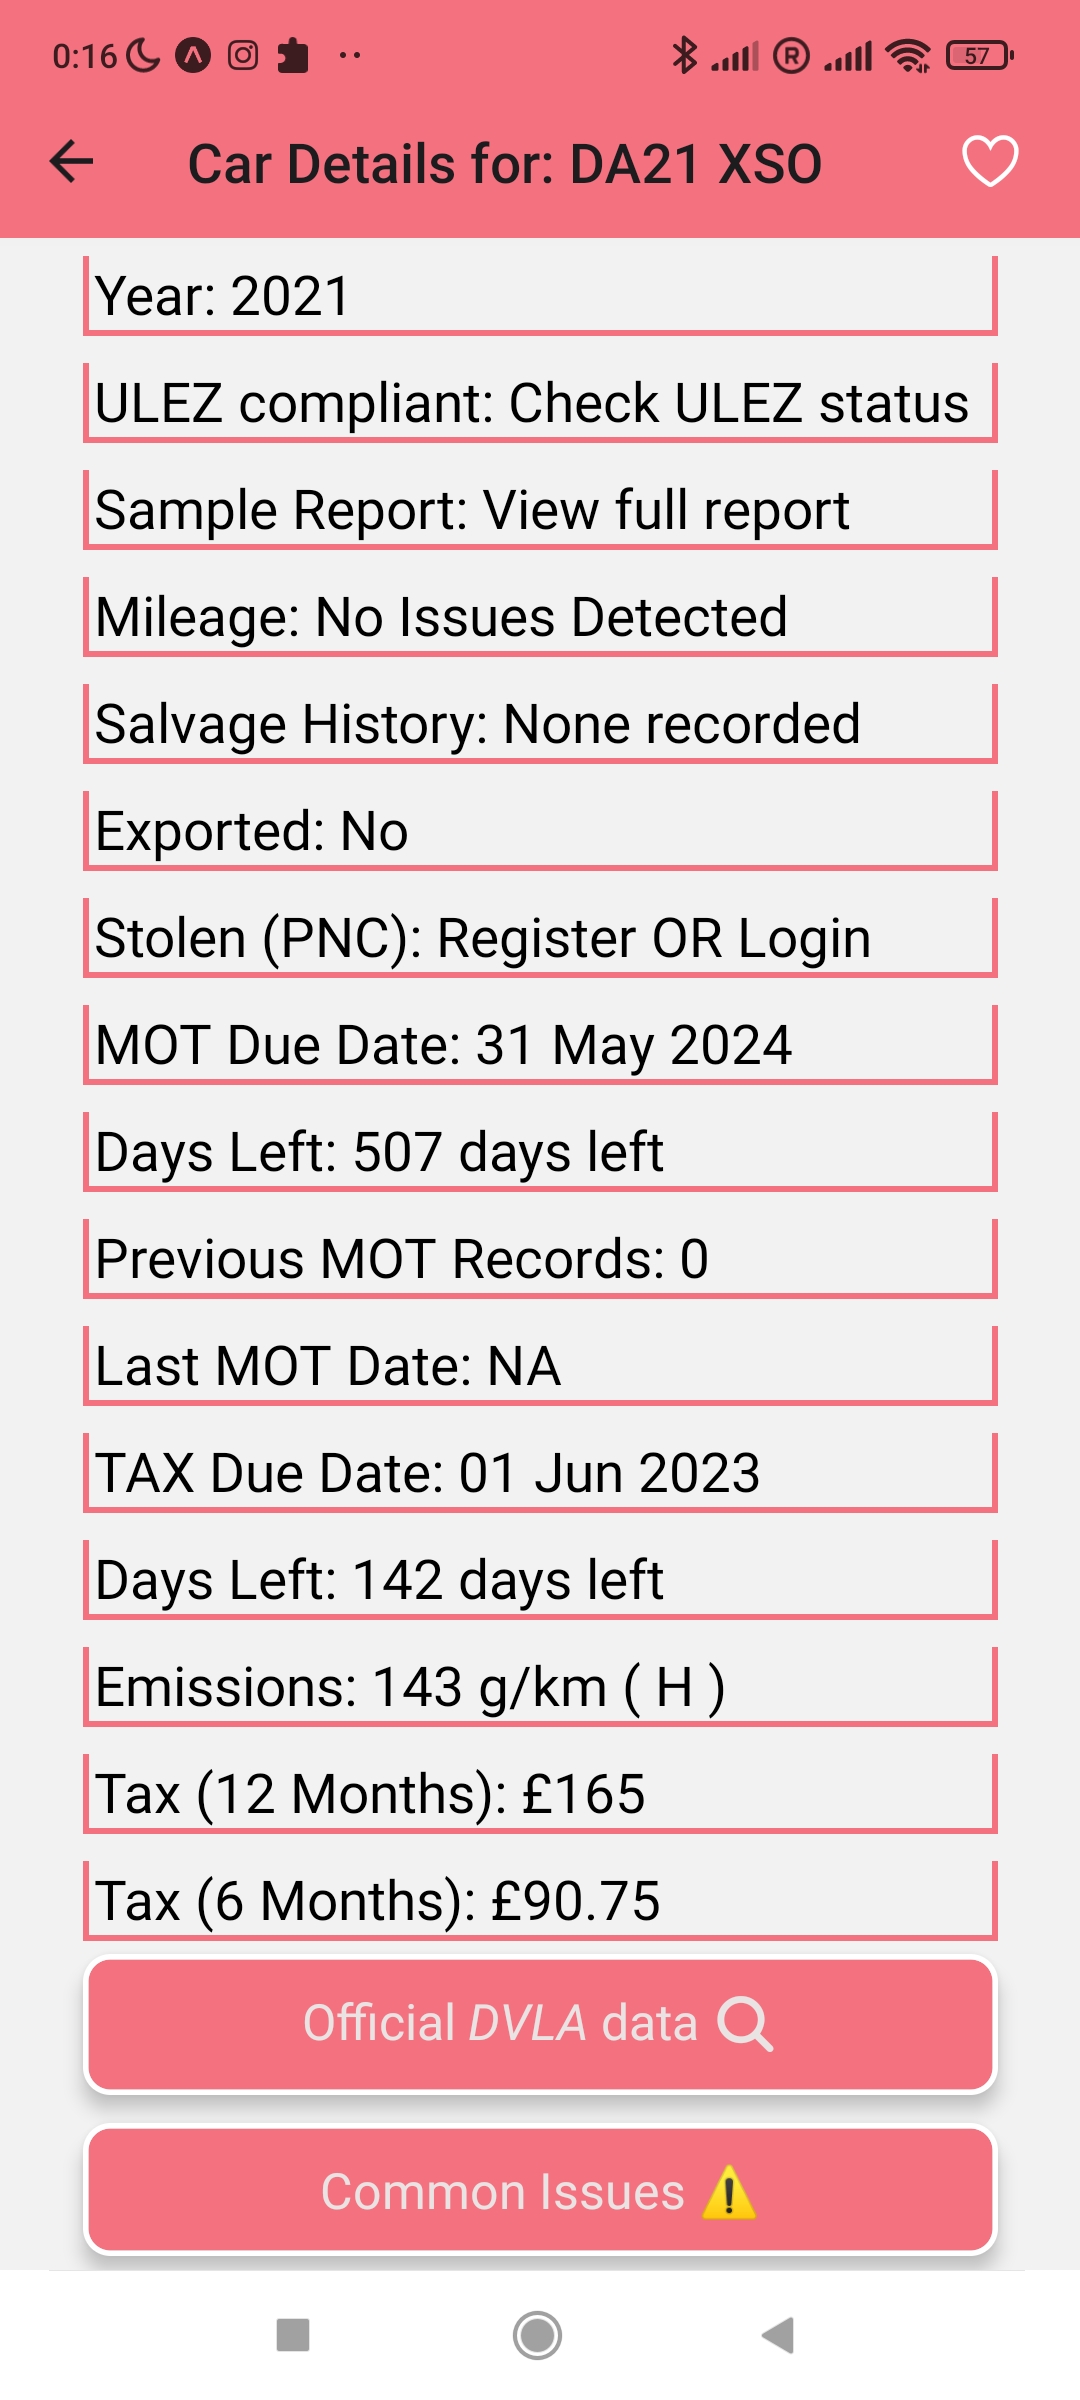 0:16
57
Car Details for: DA21 XSO
Year: 2021
ULEZ compliant: Check ULEZ status
Sample Report: View full report
Mileage: No Issues Detected
Salvage History: None recorded
Exported: No
Stolen (PNC): Register OR Login
MOT Due Date: 31 May 2024
Days Left: 507 days left
Previous MOT Records: 0
Last MOT Date: NA
TAX Due Date: 01 Jun 2023
Days Left: 142 days left
Emissions: 143 g/km ( H )
Tax (12 Months): £165
Tax (6 Months): £90.75
Official DVLA data
Common Issues